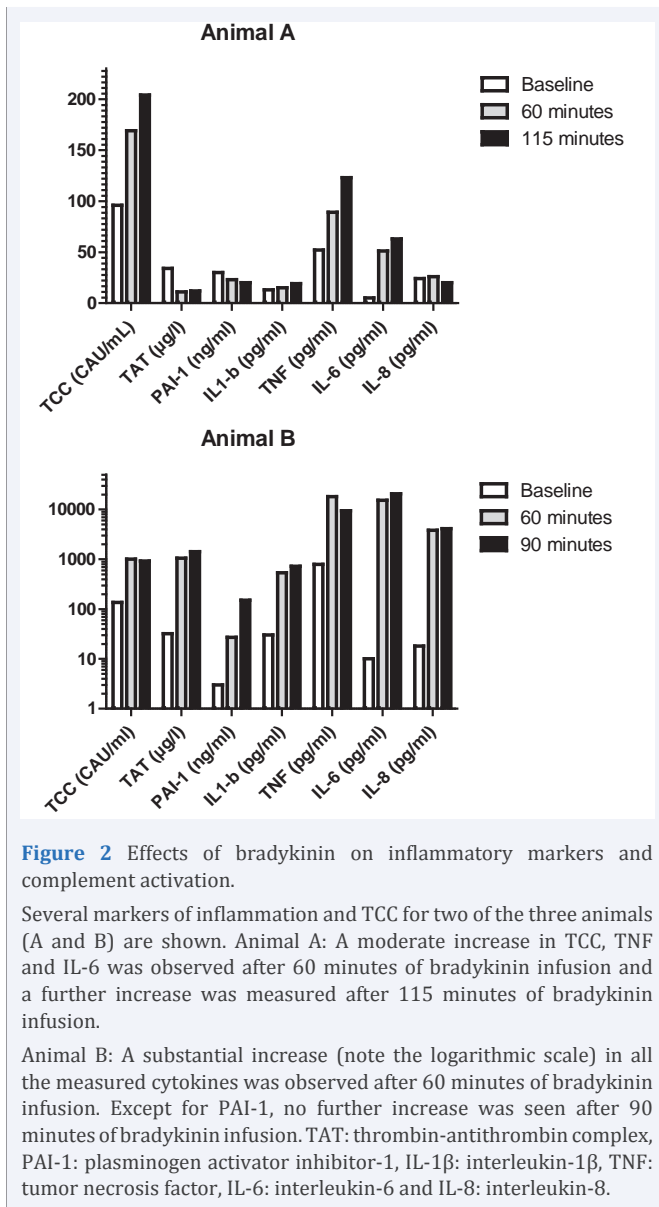 Animal A
Baseline
60 minutes
115 minutes
200
150
100
50
0
TCC (CAU/mL)
TAT (µg/l)
PAI-1 (ng/ml)
IL1-b (pg/ml)
TNF (pg/ml)
IL-6 (pg/ml)
IL-8 (pg/ml)
Animal B
Baseline
60 minutes
90 minutes
10000
1000
100
10
1
TCC (CAU/ml)
TAT (µg/l)
PAI-1 (ng/ml)
IL1-b (pg/ml)
TNF (pg/ml)
IL-6 (pg/ml)
IL-8 (pg/ml)
Figure 2 Effects of bradykinin on inflammatory markers and
complement activation.
Several markers of inflammation and TCC for two of the three animals
(A and B) are shown. Animal A: A moderate increase in TCC, TNF
and IL-6 was observed after 60 minutes of bradykinin infusion and
a further increase was measured after 115 minutes of bradykinin
infusion.
Animal B: A substantial increase (note the logarithmic scale) in all
the measured cytokines was observed after 60 minutes of bradykinin
infusion. Except for PAI-1, no further increase was seen after 90
minutes of bradykinin infusion. TAT: thrombin-antithrombin complex,
PAI-1: plasminogen activator inhibitor-1, IL-1β: interleukin-1β, TNF:
tumor necrosis factor, IL-6: interleukin-6 and IL-8: interleukin-8.